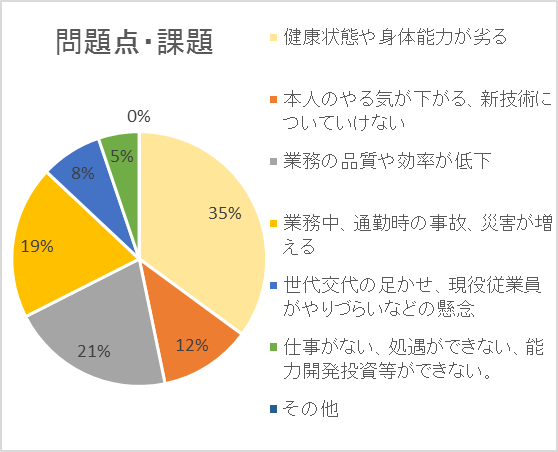 問題点・課題
0%
35%
12%
21%
19%
8%
5%
健康状態や身体能力が劣る
本人のやる気が下がる、新技術に
ついていけない
業務の品質や効率が低下
業務中、通勤時の事故、災害が増
える
世代交代の足かせ、現役従業員
がやりづらいなどの懸念
仕事がない、処遇ができない、能
力開発投資等ができない。
その他